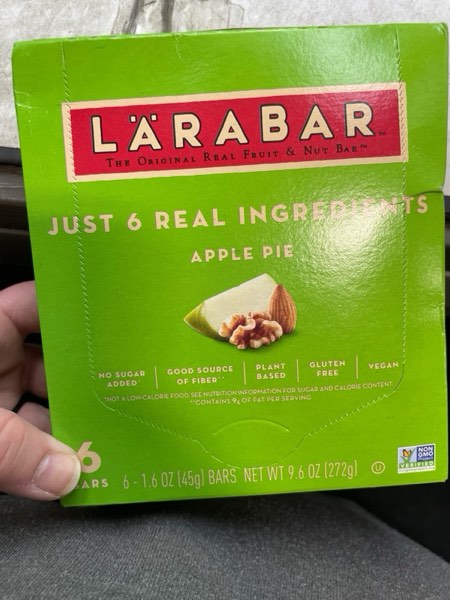 LÄRABAR™
THE ORIGINAL REAL FRUIT & NUT BAR™
JUST 6 REAL INGREDIENTS
APPLE PIE
NO SUGAR ADDED*
GOOD SOURCE OF FIBER**
PLANT BASED
GLUTEN FREE
VEGAN
*NOT A LOW CALORIE FOOD. SEE NUTRITION INFORMATION FOR SUGAR AND CALORIE CONTENT.
**CONTAINS 9g OF FAT PER SERVING
6
ARS
6 - 1.6 OZ (45g) BARS NET WT 9.6 OZ (272g)
U
NON
GMO
VERIFIED